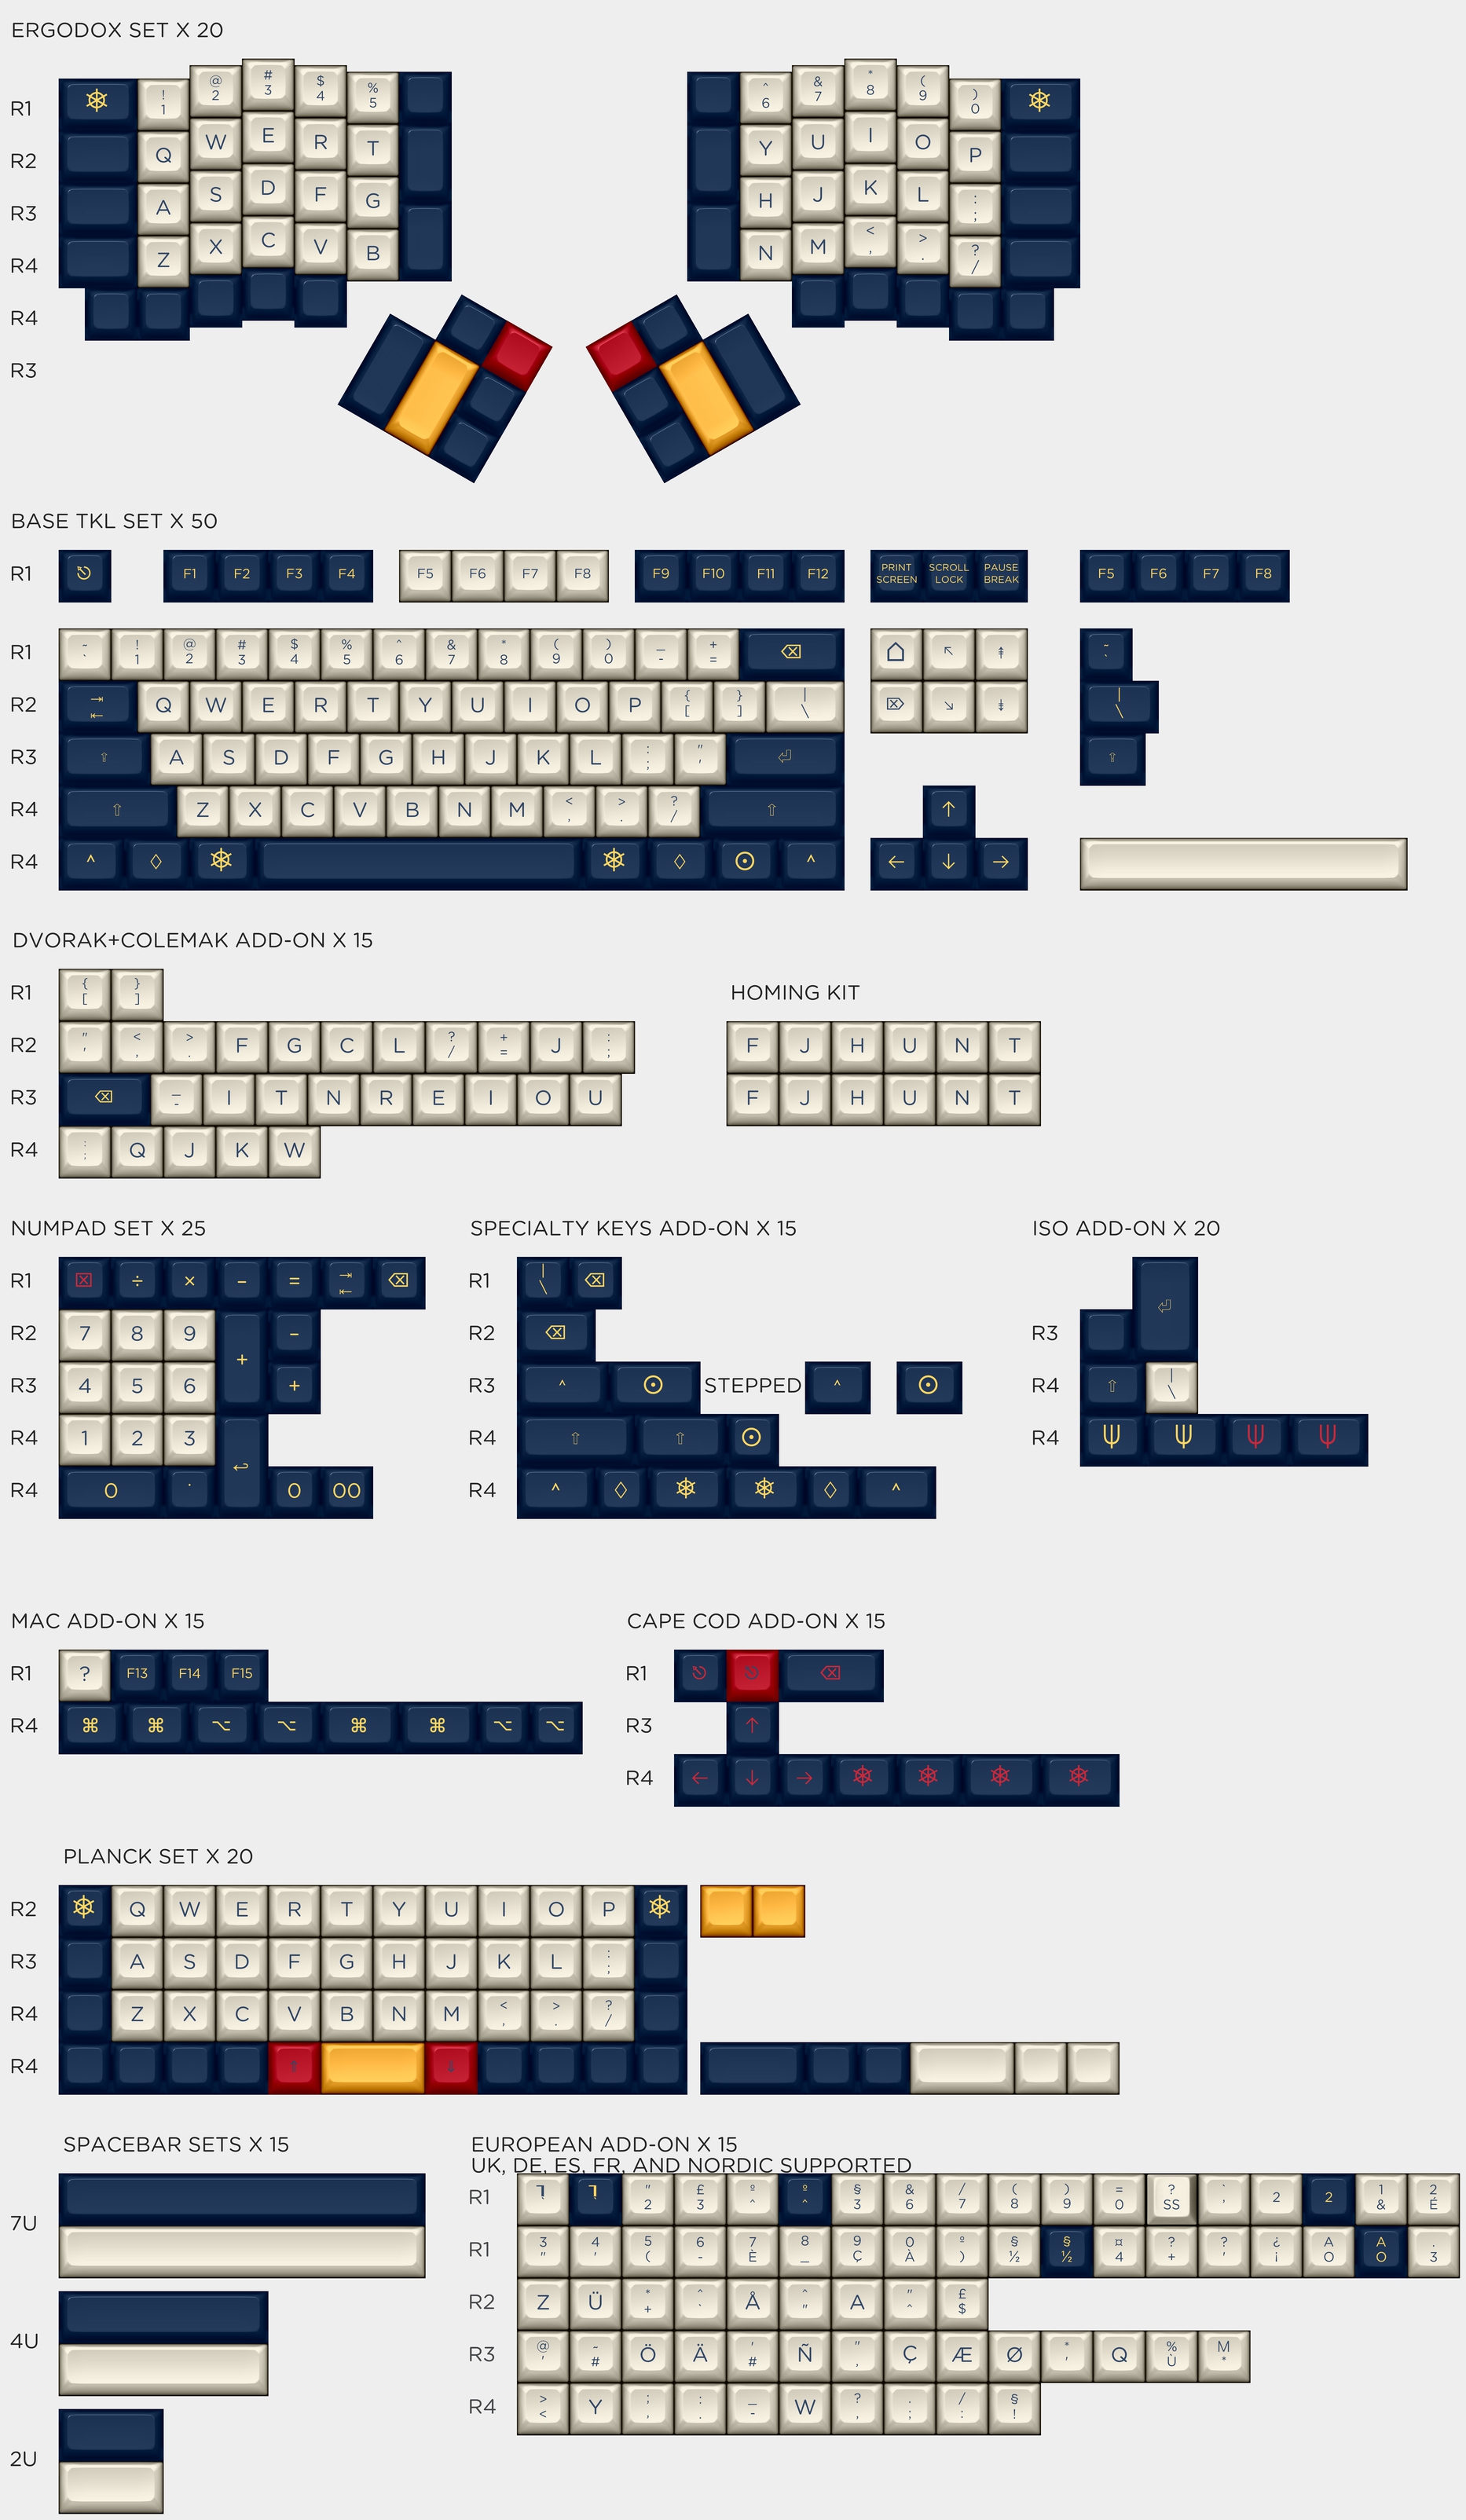 ERGODOX SET X 20
R1 ! 1 @ 2 # 3 $ 4 % 5 ^ 6 & 7 * 8 ( 9 ) 0
R2 Q W E R T Y U I O P
R3 A S D F G H J K L : ;
R4 Z X C V B N M < , > . ? /
R4
R3
BASE TKL SET X 50
R1 F1 F2 F3 F4 F5 F6 F7 F8 F9 F10 F11 F12 PRINT SCREEN SCROLL LOCK PAUSE BREAK F5 F6 F7 F8
R1 ~ ` ! 1 @ 2 # 3 $ 4 % 5 ^ 6 & 7 * 8 ( 9 ) 0 _ - + = ⌫ ⌂ ↖ ⇞ ~ `
R2 ⇥ ⇤ Q W E R T Y U I O P { [ } ] | \ ⌦ ↘ ⇟ | \
R3 ⇪ A S D F G H J K L : ; " ' ⏎ ⇪
R4 ⇧ Z X C V B N M < , > . ? / ⇧ ↑
R4 ^ ◊ ⎈ ⎈ ◊ ⊙ ^ ← ↓ →
DVORAK+COLEMAK ADD-ON X 15
R1 { [ } ]
HOMING KIT
R2 " ' < , > . F G C L ? / + = J : ; F J H U N T
R3 ⌫ _ - I T N R E I O U F J H U N T
R4 : ; Q J K W
NUMPAD SET X 25
R1 ⌧ ÷ × - = ⇥ ⇤ ⌫
R2 7 8 9 + -
R3 4 5 6 +
R4 1 2 3 ↩
R4 0 . 0 00
SPECIALTY KEYS ADD-ON X 15
R1 | \ ⌫
R2 ⌫
R3 ^ ⊙ STEPPED ^ ⊙
R4 ⇧ ⇧ ⊙
R4 ^ ◊ ⎈ ⎈ ◊ ^
ISO ADD-ON X 20
⏎
R3
R4 ⇧ | \
R4 Ψ Ψ Ψ Ψ
MAC ADD-ON X 15
R1 ? F13 F14 F15
R4 ⌘ ⌘ ⌥ ⌥ ⌘ ⌘ ⌥ ⌥
CAPE COD ADD-ON X 15
R1 ⎋ ⎋ ⌫
R3 ↑
R4 ← ↓ → ⎈ ⎈ ⎈ ⎈
PLANCK SET X 20
R2 ⎈ Q W E R T Y U I O P ⎈
R3 A S D F G H J K L : ;
R4 Z X C V B N M < , > . ? /
R4
SPACEBAR SETS X 15
7U
4U
2U
EUROPEAN ADD-ON X 15
UK, DE, ES, FR, AND NORDIC SUPPORTED
R1 " 2 £ 3 º ^ º ^ § 3 & 6 / 7 ( 8 ) 9 = 0 ? SS ` ' 2 2 1 & 2 É
R1 3 " 4 ' 5 ( 6 - 7 È 8 _ 9 Ç 0 À º ) § ½ § ½ ¤ 4 ? + ? ' ¿ ¡ A O A O . 3
R2 Z Ü * + ^ ` Å ^ " A " ^ £ $
R3 @ ' ~ # Ö Ä ' # Ñ " , Ç Æ Ø * ' Q % Ù M *
R4 > < Y ; , : . _ - W ? , . ; / : § !